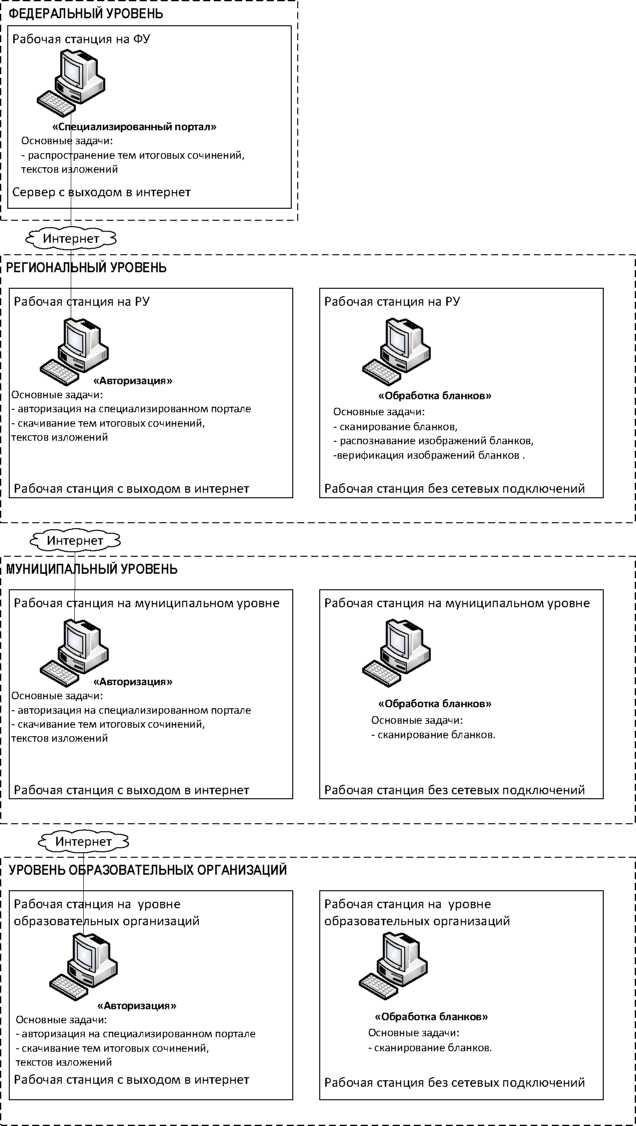 ФЕДЕРАЛЬНЫЙ УРОВЕНЬ
Рабочая станция на ФУ
«Специализированный портал»
Основные задачи:
- распространение тем итоговых сочинений,
текстов изложений
Сервер с выходом в интернет
Интернет
РЕГИОНАЛЬНЫЙ УРОВЕНЬ
Рабочая станция на РУ
«Авторизация»
Основные задачи:
- авторизация на специализированном портале
- скачивание тем итоговых сочинений,
текстов изложений
Рабочая станция с выходом в интернет
Рабочая станция на РУ
«Обработка бланков»
Основные задачи:
- сканирование бланков,
- распознавание изображений бланков,
-верификация изображений бланков .
Рабочая станция без сетевых подключений
Интернет
МУНИЦИПАЛЬНЫЙ УРОВЕНЬ
Рабочая станция на муниципальном уровне
«Авторизация»
Основные задачи:
- авторизация на специализированном портале
- скачивание тем итоговых сочинений,
текстов изложений
Рабочая станция с выходом в интернет
Рабочая станция на муниципальном уровне
«Обработка бланков»
Основные задачи:
- сканирование бланков.
Рабочая станция без сетевых подключений
Интернет
УРОВЕНЬ ОБРАЗОВАТЕЛЬНЫХ ОРГАНИЗАЦИЙ
Рабочая станция на уровне
образовательных организаций
«Авторизация»
Основные задачи:
- авторизация на специализированном портале
- скачивание тем итоговых сочинений,
текстов изложений
Рабочая станция с выходом в интернет
Рабочая станция на уровне
образовательных организаций
«Обработка бланков»
Основные задачи:
- сканирование бланков.
Рабочая станция без сетевых подключений